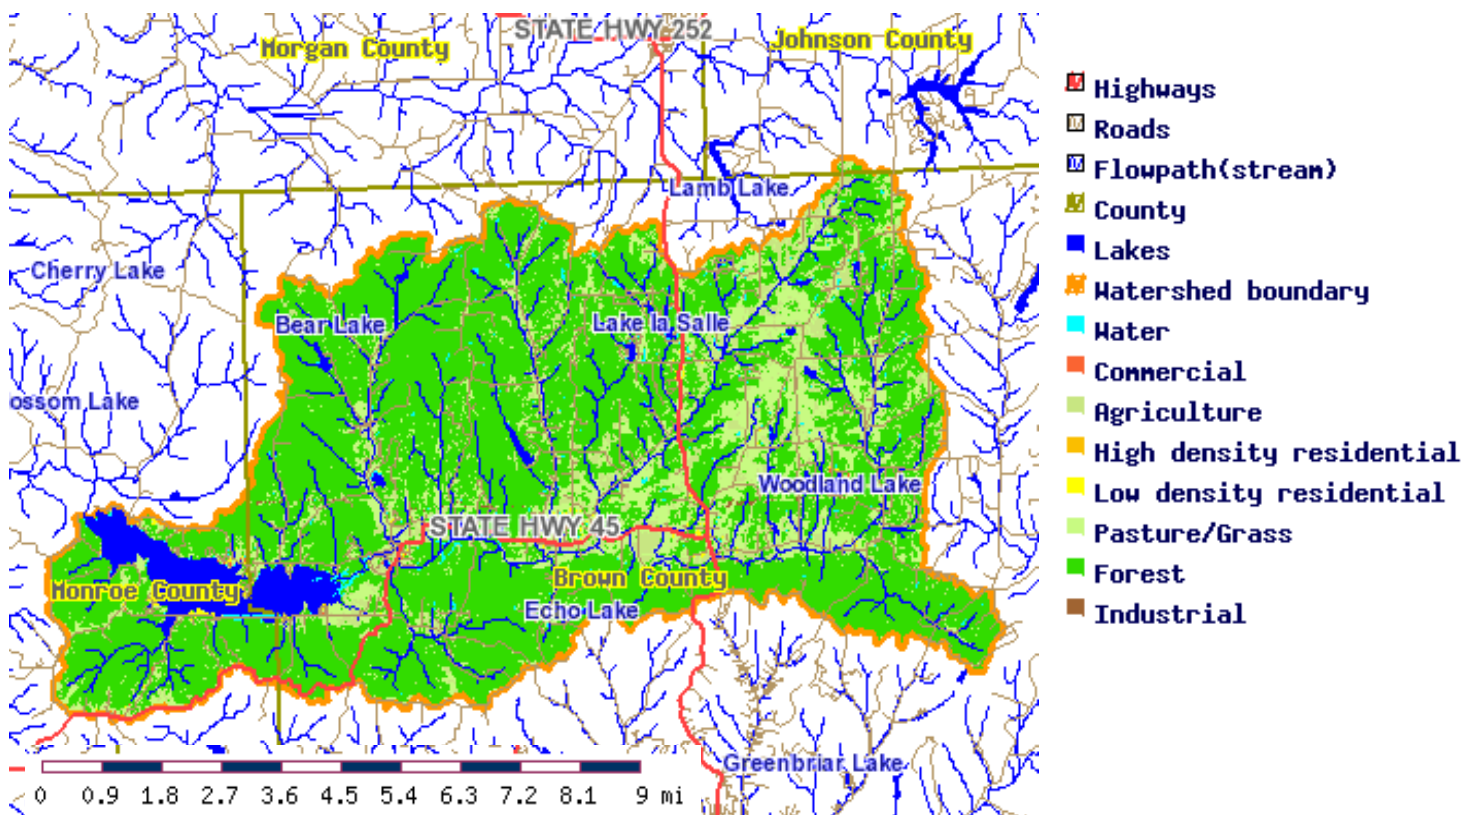 STATE HWY 252
Morgan County
Johnson County
Lamb Lake
Cherry Lake
Bear Lake
Lake la Salle
ossom Lake
Woodland Lake
STATE HWY 45
Monroe County
Brown County
Echo Lake
Greenbriar Lake
0 0.9 1.8 2.7 3.6 4.5 5.4 6.3 7.2 8.1 9 mi
Highways
Roads
Flowpath(stream)
County
Lakes
Watershed boundary
Water
Commercial
Agriculture
High density residential
Low density residential
Pasture/Grass
Forest
Industrial